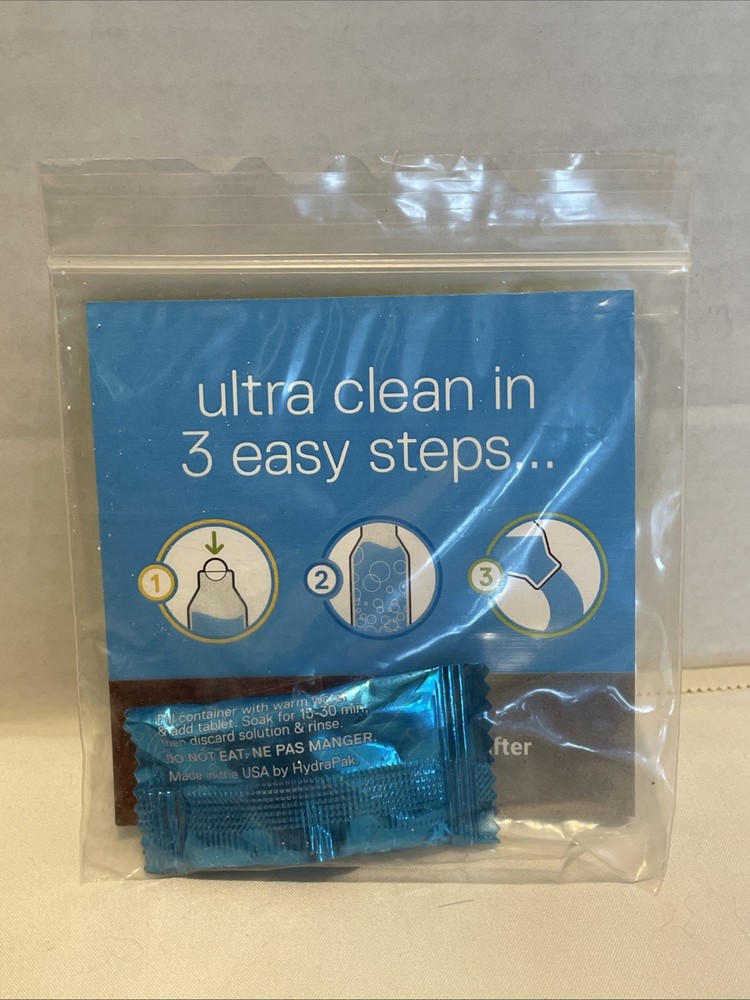 ultra clean in
3 easy steps...
1
2
3
container with warm water
& add tablet. Soak for 15-30 min,
then discard solution & rinse.
DO NOT EAT. NE PAS MANGER.
Made in the USA by HydraPak.
fter